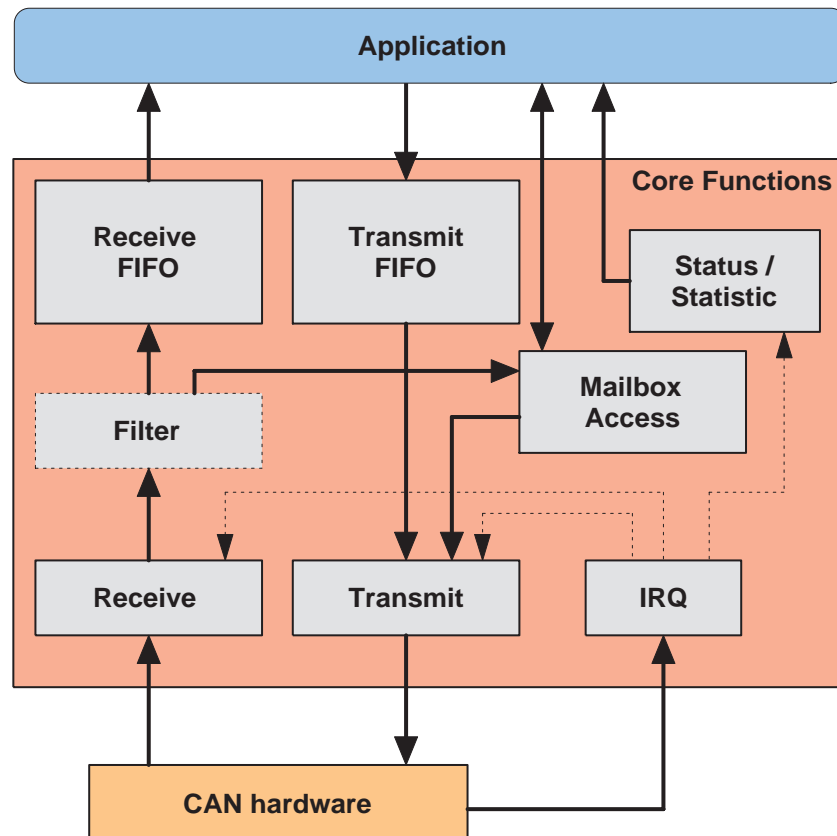 Application
Core Functions
Receive
FIFO
Transmit
FIFO
Status /
Statistic
Mailbox
Access
Filter
Receive
Transmit
IRQ
CAN hardware